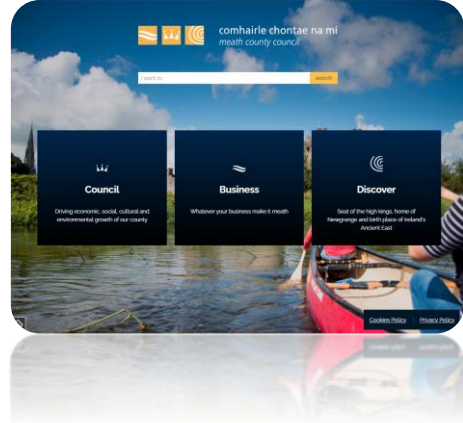 comhairle chontae na mí
meath county council
I want to:
search
Council
Driving economic, social, cultural and
environmental growth of our county
Business
Whatever your business make it meath
Discover
Seat of the high kings, home of
Newgrange and birth place of Ireland's
Ancient East
Cookies Policy
Privacy Policy